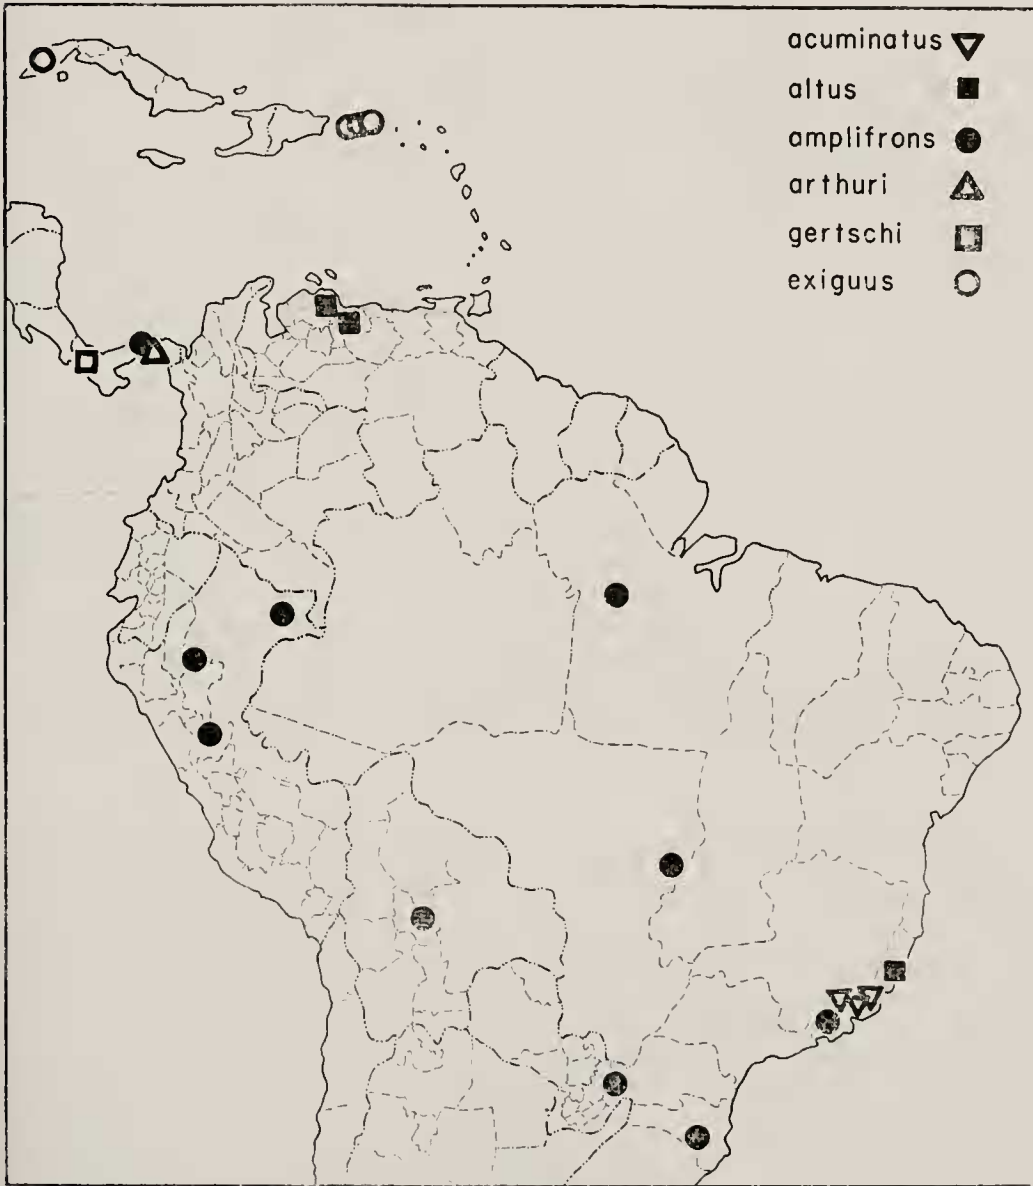 acuminatus
altus
amplifrons
arthuri
gertschi
exiguus